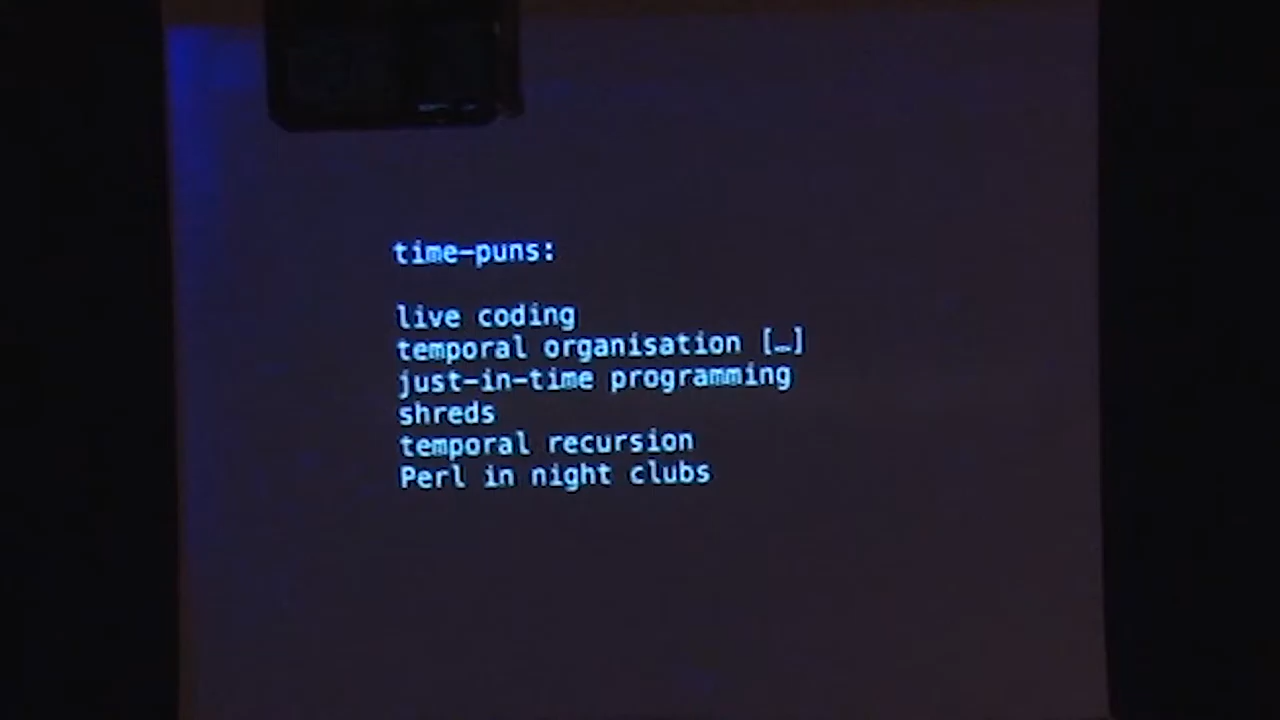 time-puns:
live coding
temporal organisation […]
just-in-time programming
shreds
temporal recursion
Perl in night clubs